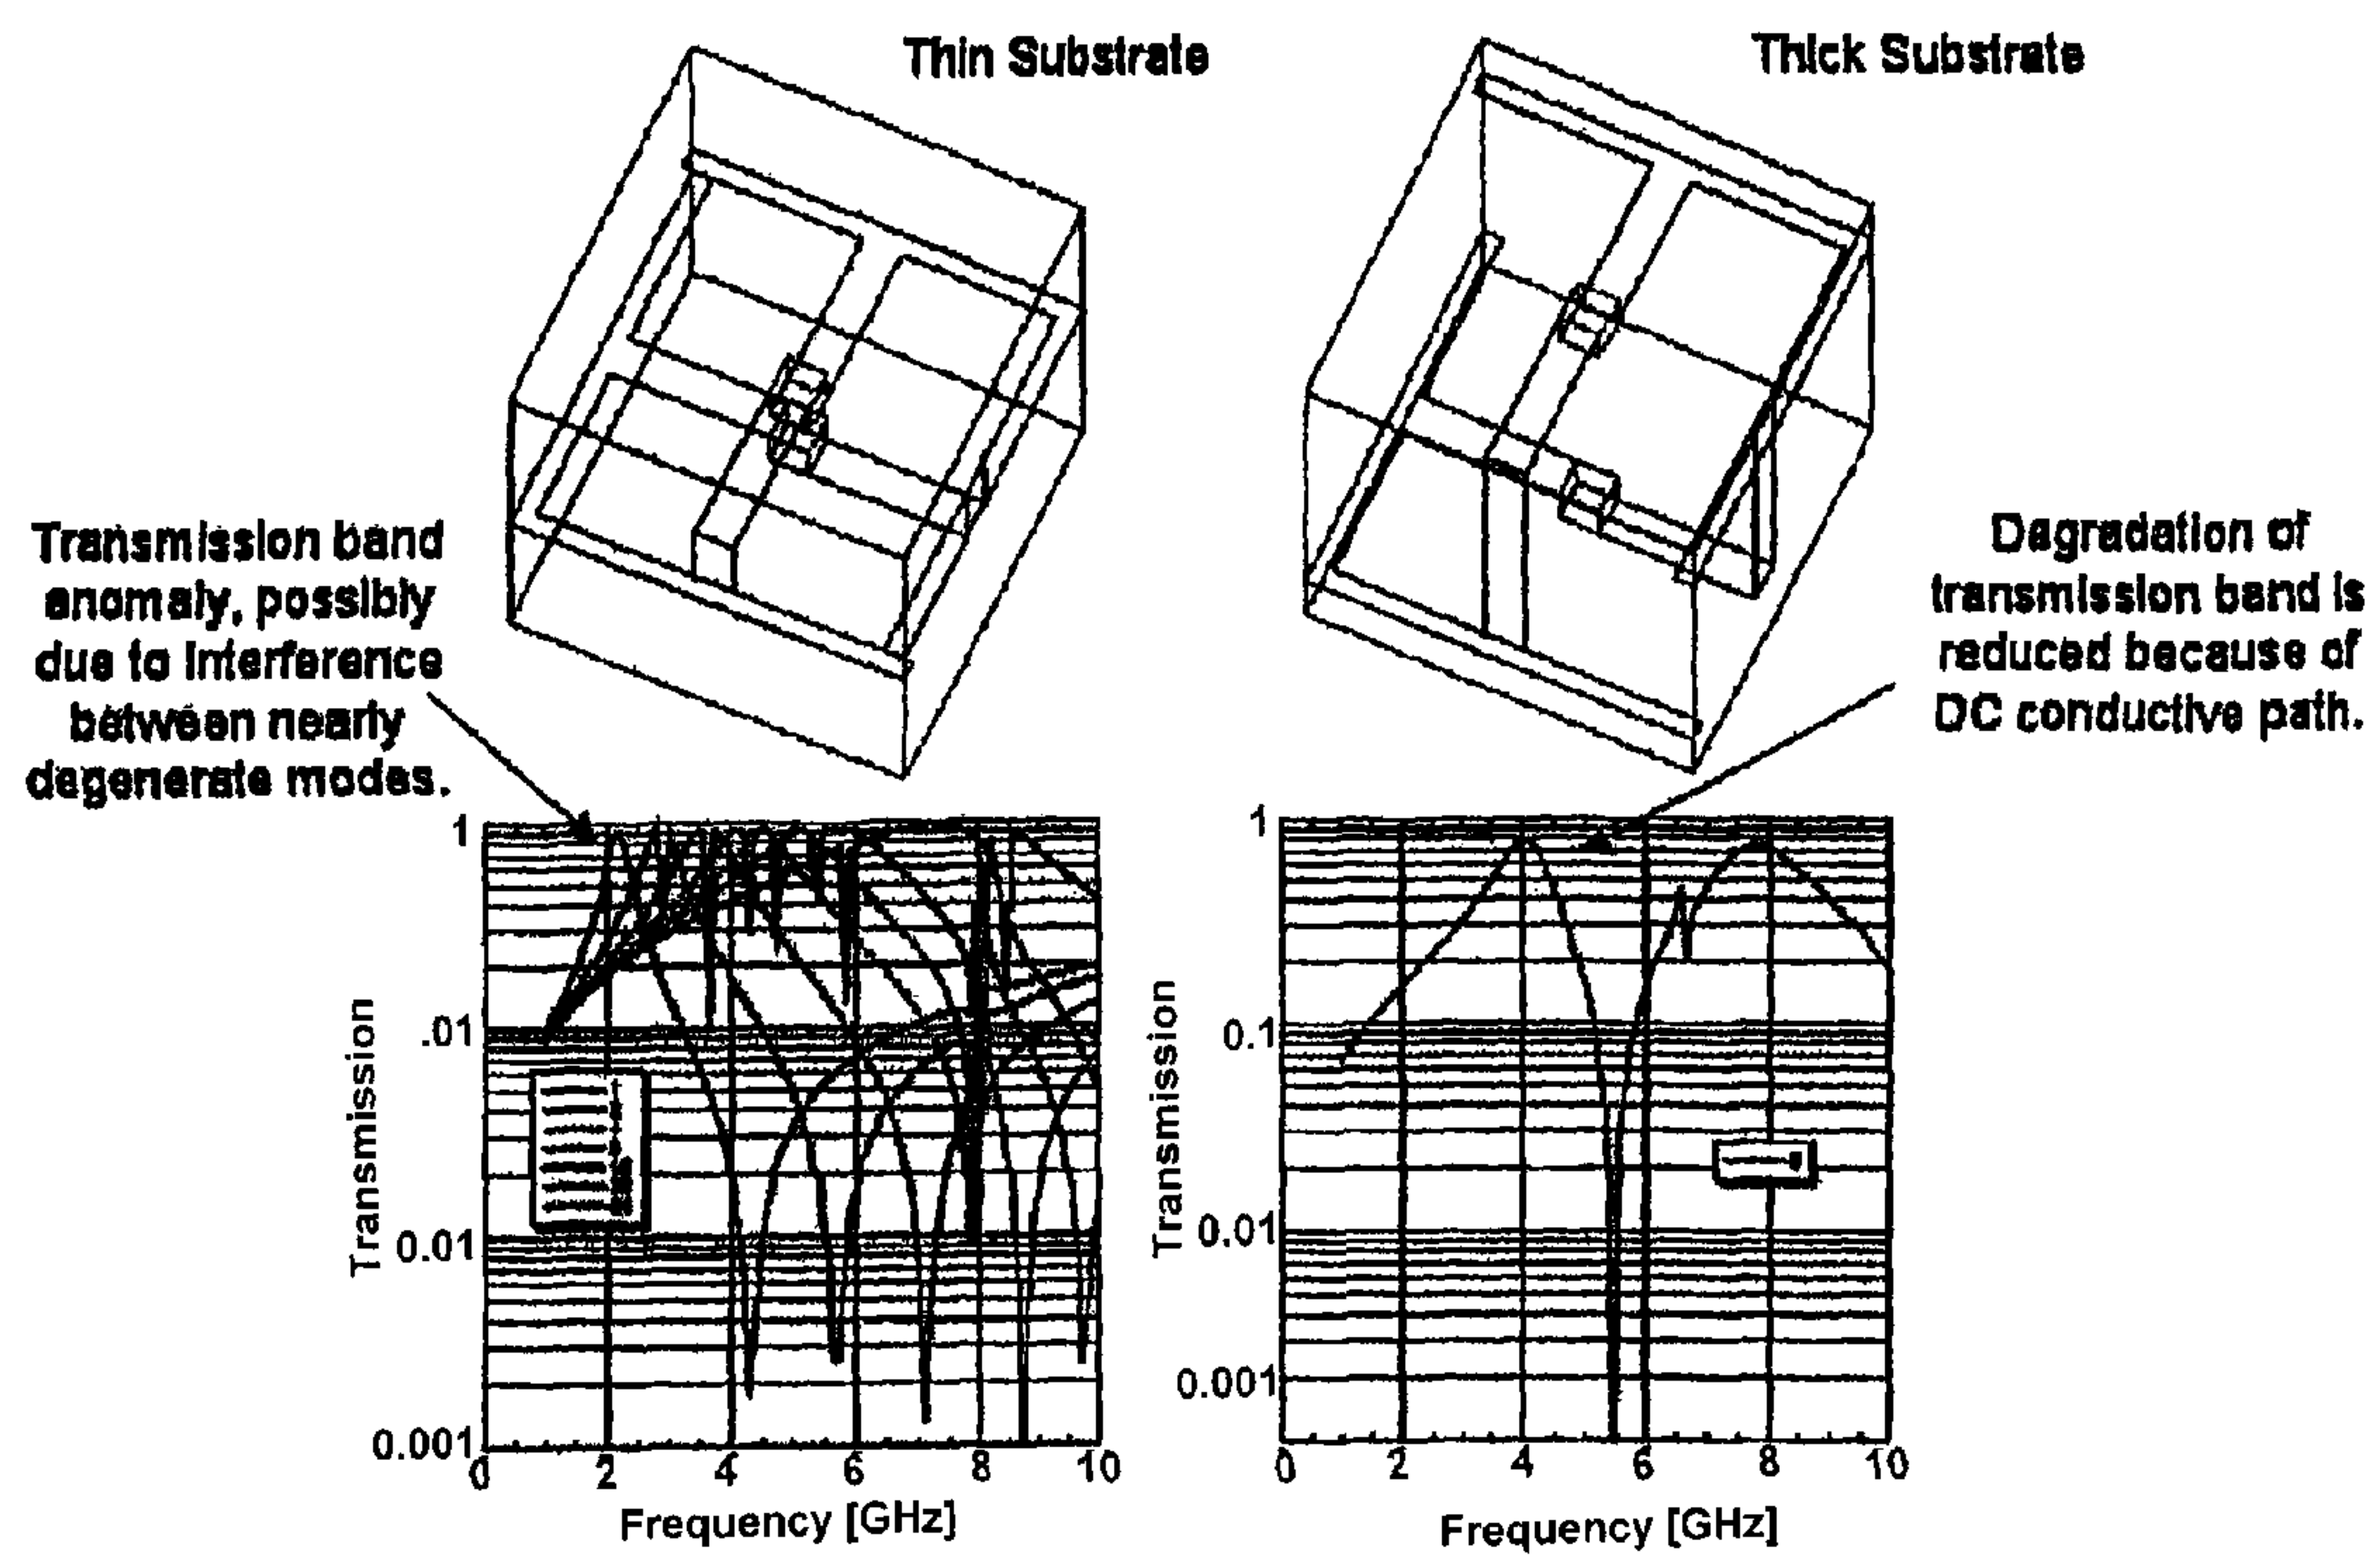 Thin Substrate
Thick Substrate
Transmission band
anomaly, possibly
due to Interference
between nearly
degenerate modes.
Dagradation of
transmission band is
reduced because of
DC conductive path.
1
.01
0.01
0.001
Transmission
0 2 4 6 8 10
Frequency [GHz]
1
0.1
0.01
0.001
Transmission
0 2 4 6 8 10
Frequency [GHz]